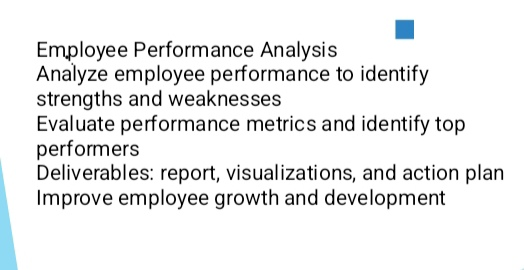 Employee Performance Analysis
Analyze employee performance to identify
strengths and weaknesses
Evaluate performance metrics and identify top
performers
Deliverables: report, visualizations, and action plan
Improve employee growth and development